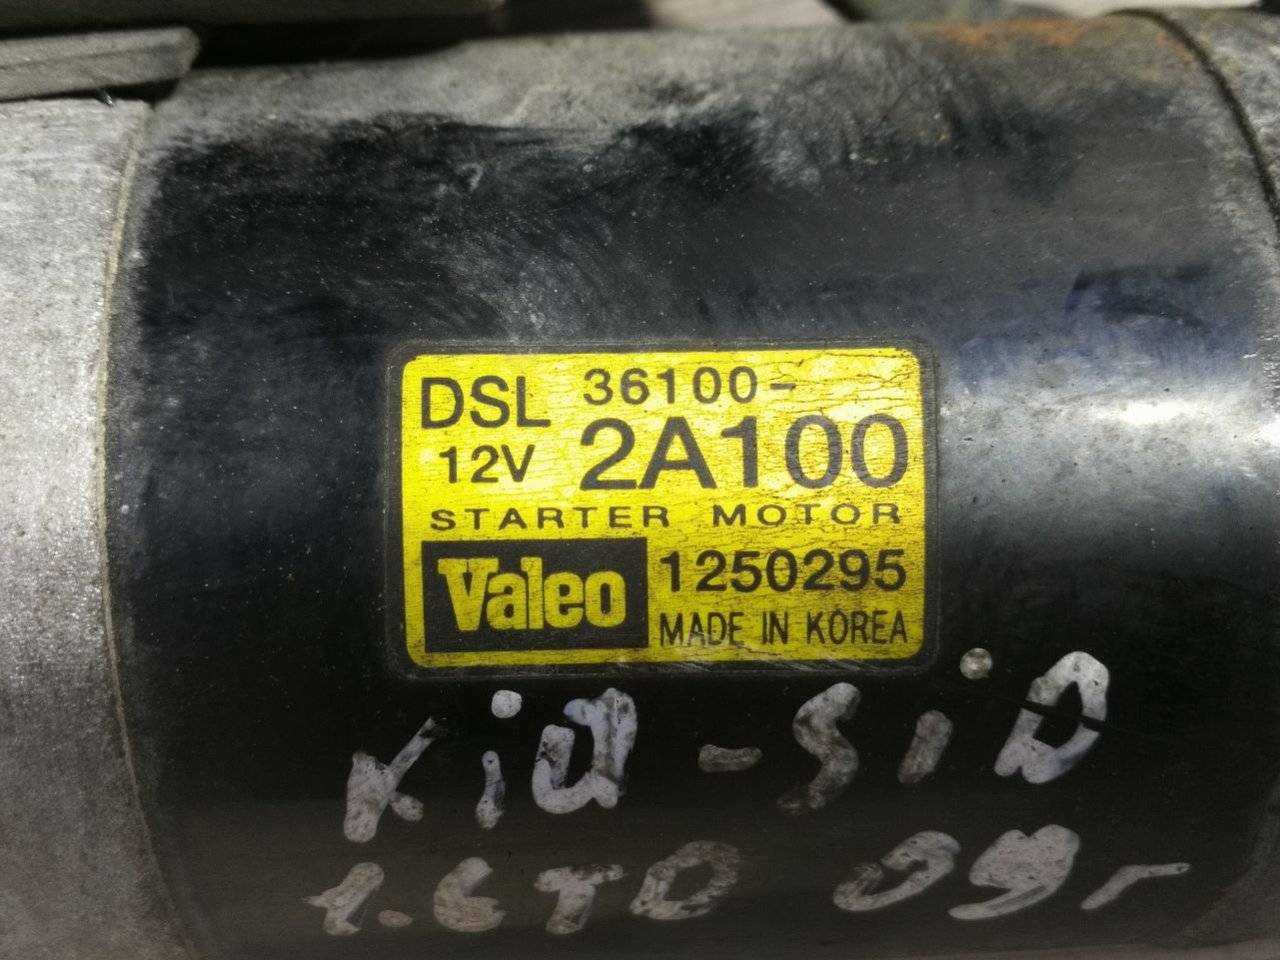 DSL 36100-
12V 2A100
STARTER MOTOR
Valeo 1250295
MADE IN KOREA
Kia - SiD
1.6TD 09г